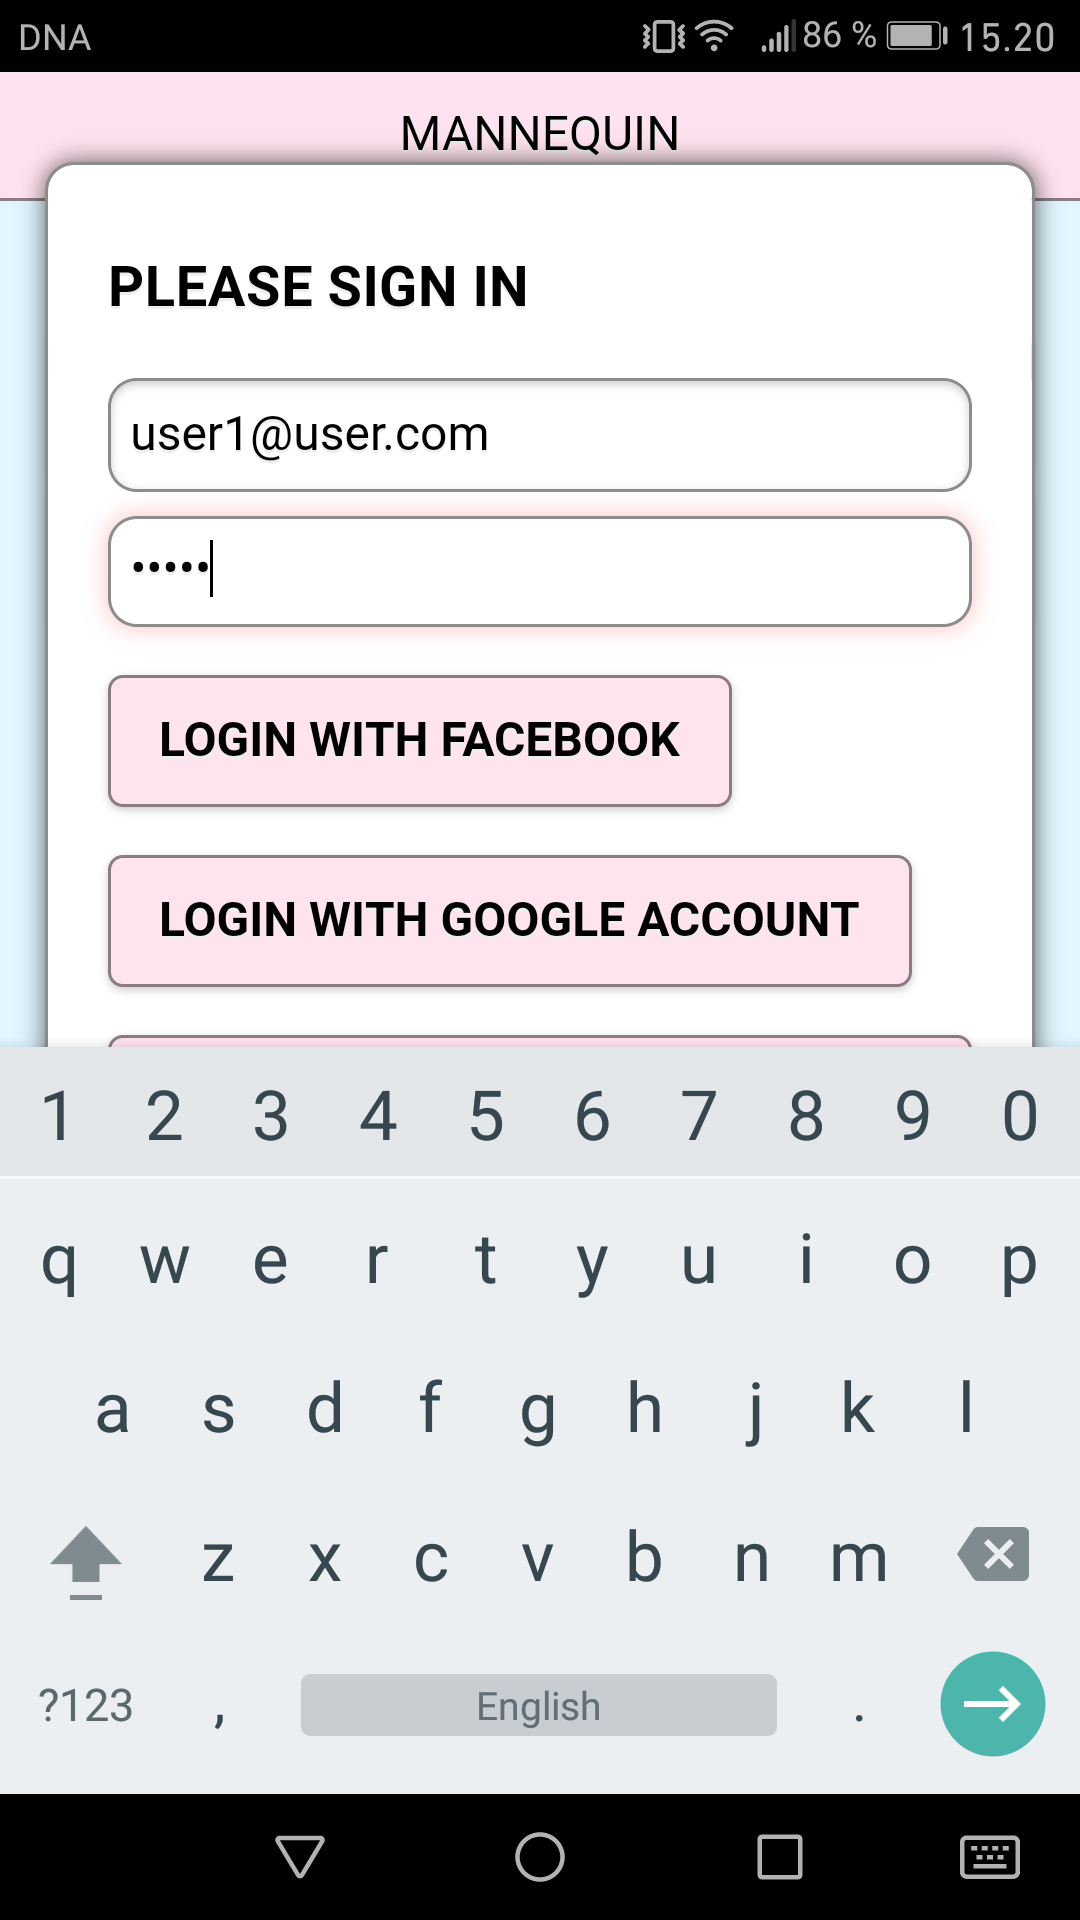 DNA 86 % 15.20
MANNEQUIN
PLEASE SIGN IN
user1@user.com
•••••
LOGIN WITH FACEBOOK
LOGIN WITH GOOGLE ACCOUNT
1 2 3 4 5 6 7 8 9 0
q w e r t y u i o p
a s d f g h j k l
z x c v b n m
?123 , English .